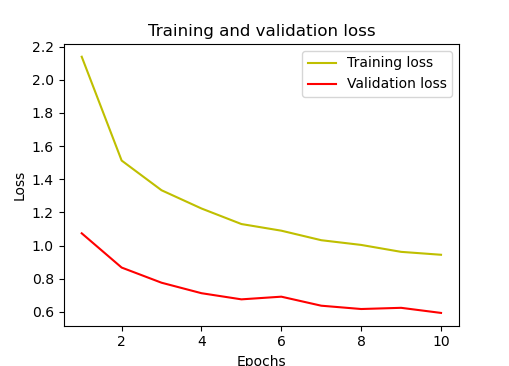 Training and validation loss
Training loss
Validation loss
Loss
2.2
2.0
1.8
1.6
1.4
1.2
1.0
0.8
0.6
2 4 6 8 10
Epochs